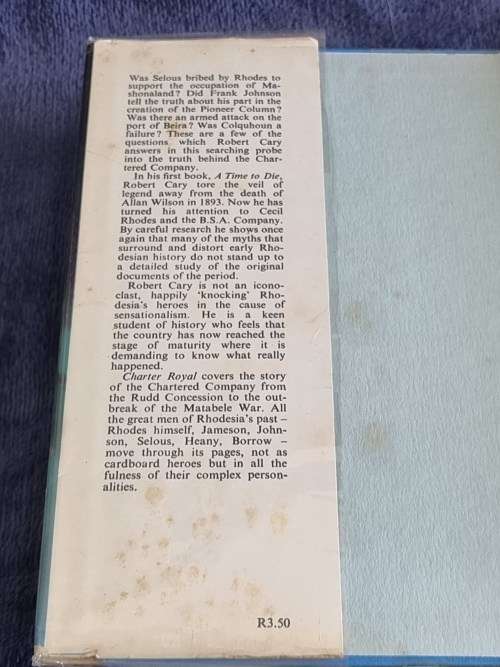 Was Selous bribed by Rhodes to
support the occupation of Ma-
shonaland? Did Frank Johnson
tell the truth about his part in the
creation of the Pioneer Column?
Was there an armed attack on the
port of Beira? Was Colquhoun a
failure? These are a few of the
questions which Robert Cary
answers in this searching probe
into the truth behind the Char-
tered Company.
In his first book, A Time to Die,
Robert Cary tore the veil of
legend away from the death of
Allan Wilson in 1893. Now he has
turned his attention to Cecil
Rhodes and the B.S.A. Company.
By careful research he shows once
again that many of the myths that
surround and distort early Rho-
desian history do not stand up to
a detailed study of the original
documents of the period.
Robert Cary is not an icono-
clast, happily ‘knocking’ Rho-
desia's heroes in the cause of
sensationalism. He is a keen
student of history who feels that
the country has now reached the
stage of maturity where it is
demanding to know what really
happened.
Charter Royal covers the story
of the Chartered Company from
the Rudd Concession to the out-
break of the Matabele War. All
the great men of Rhodesia's past –
Rhodes himself, Jameson, John-
son, Selous, Heany, Borrow –
move through its pages, not as
cardboard heroes but in all the
fulness of their complex person-
alities.
R3.50